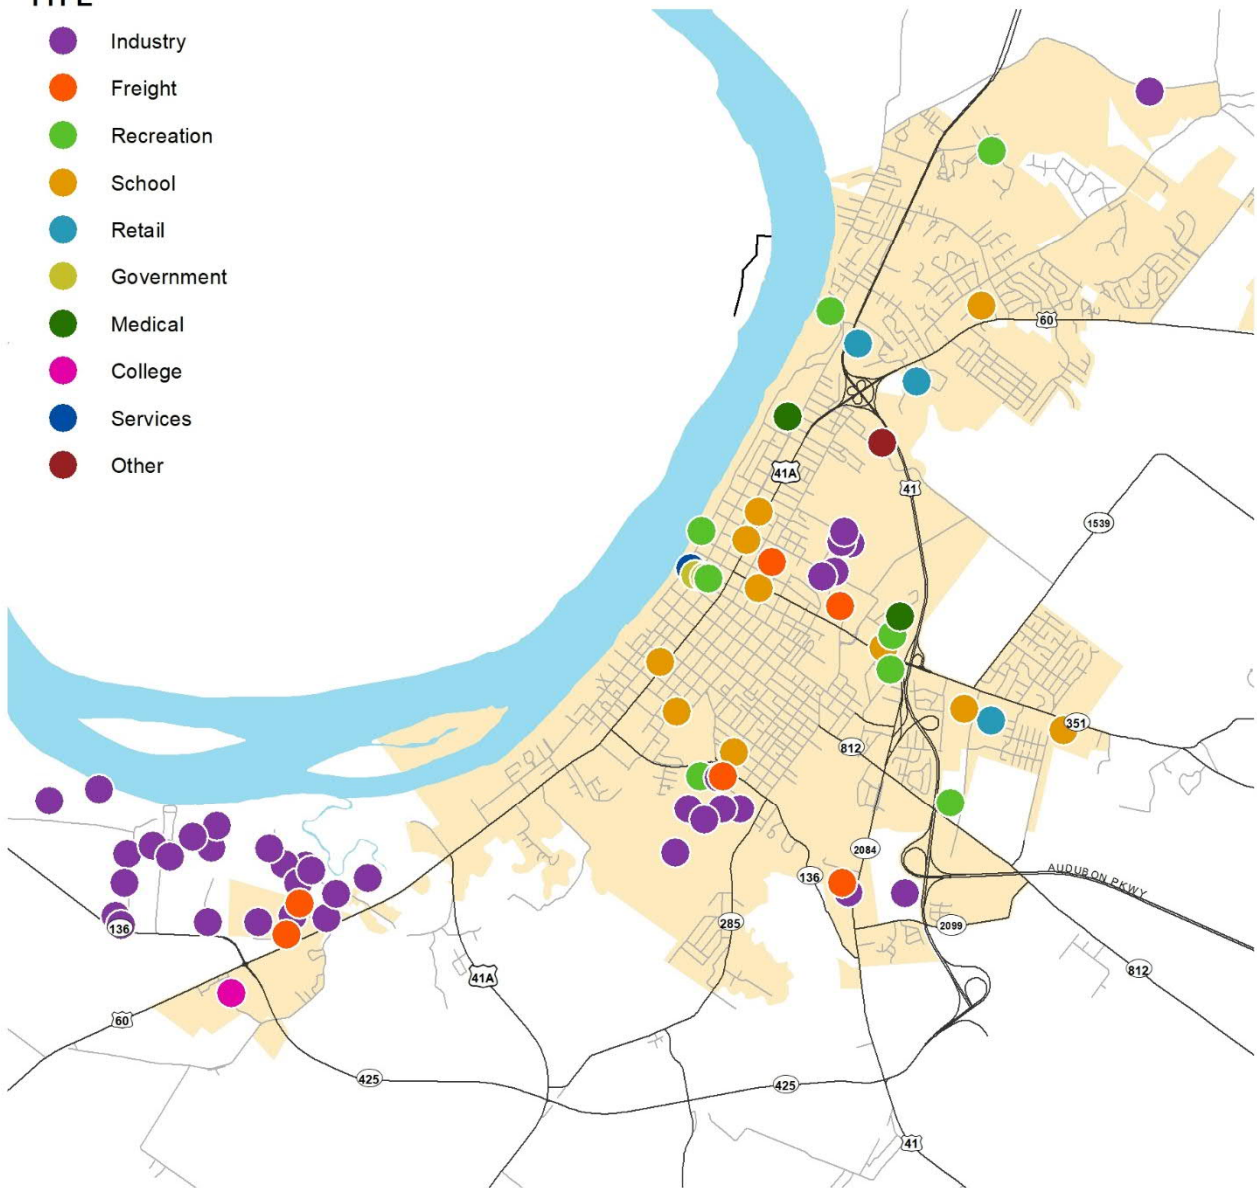 TYPE
Industry
Freight
Recreation
School
Retail
Government
Medical
College
Services
Other
60
41A
41
1539
351
812
2084
136
AUDUBON PKWY
136
285
2099
41A
812
60
425
425
41